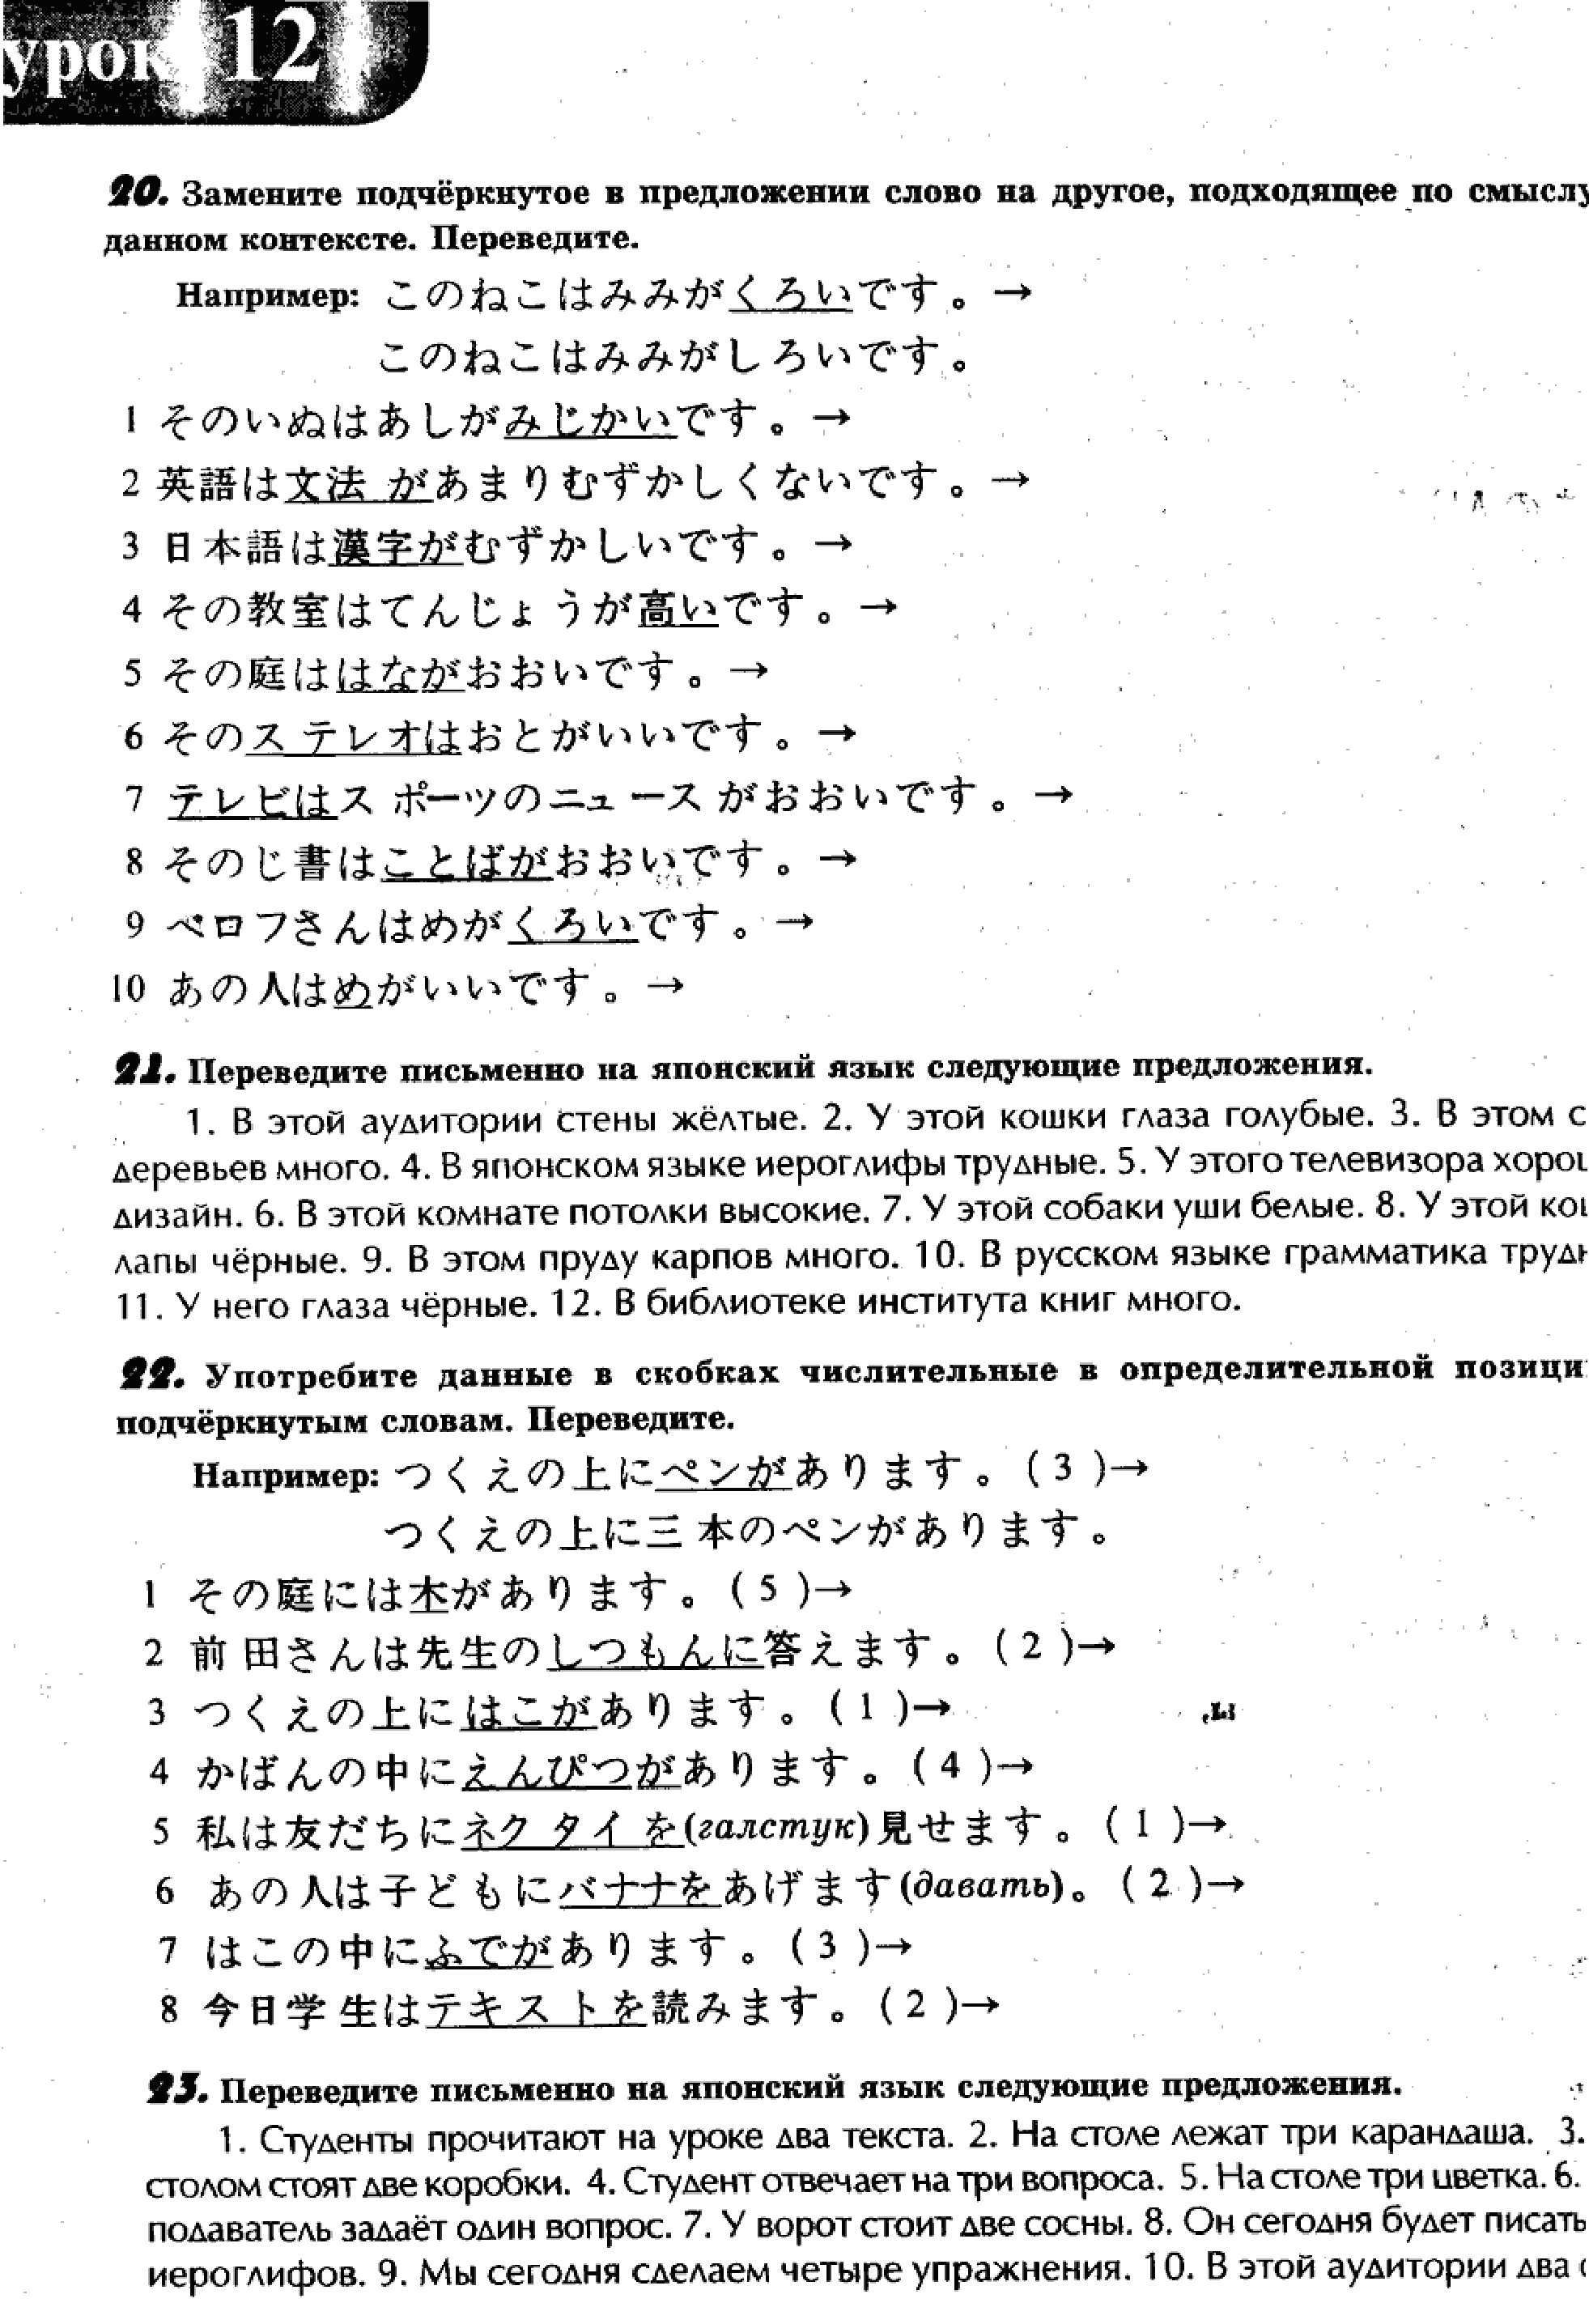 урок 12
20. Замените подчёркнутое в предложении слово на другое, подходящее по смыслу
данном контексте. Переведите.
Например: このねこはみみがくろいです。→
このねこはみみがしろいです。
1 そのいぬはあしがみじかいです。→
2 英語は文法があまりむずかしくないです。→
3 日本語は漢字がむずかしいです。→
4 その教室はてんじょうが高いです。→
5 その庭ははながおおいです。→
6 そのステレオはおとがいいです。→
7 テレビはスポーツのニュースがおおいです。→
8 そのじ書はことばがおおいです。→
9 ベロフさんはめがくろいです。→
10 あの人はめがいいです。→
21. Переведите письменно на японский язык следующие предложения.
1. В этой аудитории стены жёлтые. 2. У этой кошки глаза голубые. 3. В этом с
деревьев много. 4. В японском языке иероглифы трудные. 5. У этого телевизора хорош
дизайн. 6. В этой комнате потолки высокие. 7. У этой собаки уши белые. 8. У этой кош
лапы чёрные. 9. В этом пруду карпов много. 10. В русском языке грамматика трудн
11. У него глаза чёрные. 12. В библиотеке института книг много.
22. Употребите данные в скобках числительные в определительной позици
подчёркнутым словам. Переведите.
Например: つくえの上にペンがあります。(3)→
つくえの上に三本のペンがあります。
1 その庭には木があります。(5)→
2 前田さんは先生のしつもんに答えます。(2)→
3 つくえの上にはこがあります。(1)→
4 かばんの中にえんぴつがあります。(4)→
5 私は友だちにネクタイを(галстук)見せます。(1)→
6 あの人は子どもにバナナをあげます(давать)。(2)→
7 はこの中にふでがあります。(3)→
8 今日学生はテキストを読みます。(2)→
23. Переведите письменно на японский язык следующие предложения.
1. Студенты прочитают на уроке два текста. 2. На столе лежат три карандаша. 3.
столом стоят две коробки. 4. Студент отвечает на три вопроса. 5. На столе три цветка. 6.
подаватель задаёт один вопрос. 7. У ворот стоит две сосны. 8. Он сегодня будет писать
иероглифов. 9. Мы сегодня сделаем четыре упражнения. 10. В этой аудитории два